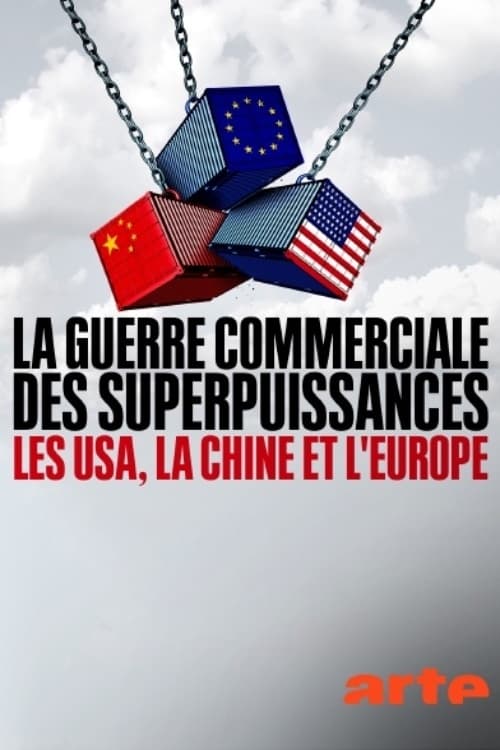 LA GUERRE COMMERCIALE
DES SUPERPUISSANCES
LES USA, LA CHINE ET L'EUROPE
arte